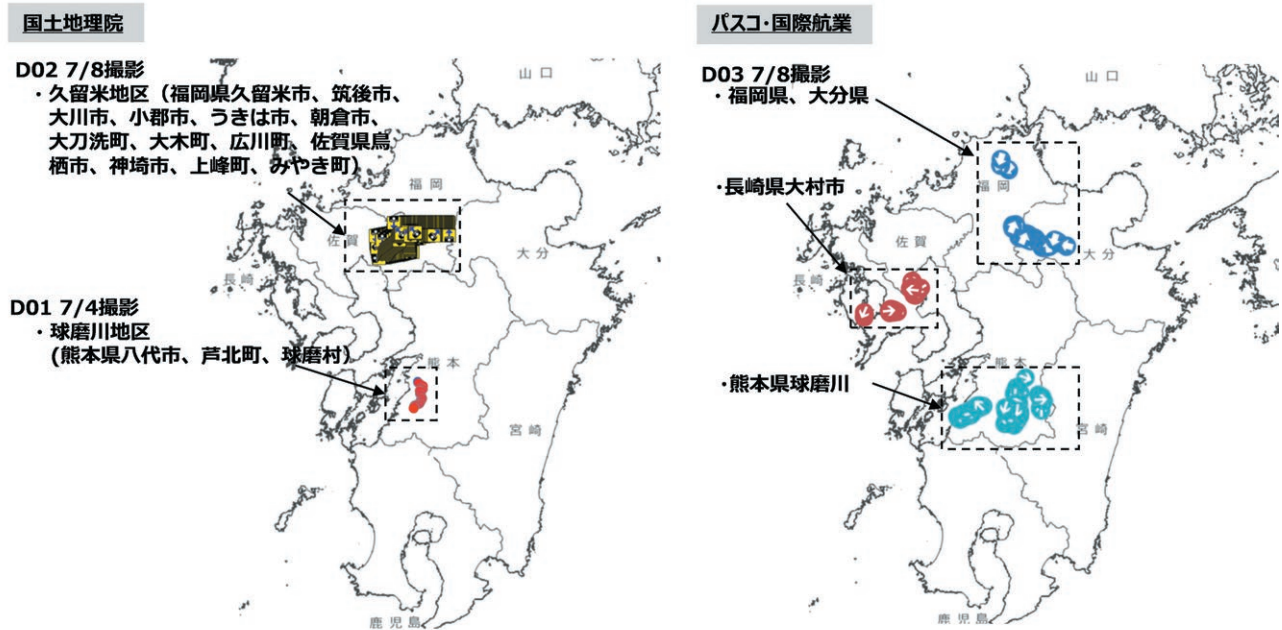 国土地理院
D02 7/8撮影
・久留米地区（福岡県久留米市、筑後市、
大川市、小郡市、うきは市、朝倉市、
大刀洗町、大木町、広川町、佐賀県鳥
栖市、神埼市、上峰町、みやき町）
D01 7/4撮影
・球磨川地区
(熊本県八代市、芦北町、球磨村）
山口
福岡
佐賀
大分
長崎
熊本
宮崎
鹿児島
パスコ・国際航業
D03 7/8撮影
・福岡県、大分県
・長崎県大村市
・熊本県球磨川
山口
福岡
佐賀
大分
長崎
熊本
宮崎
鹿児島